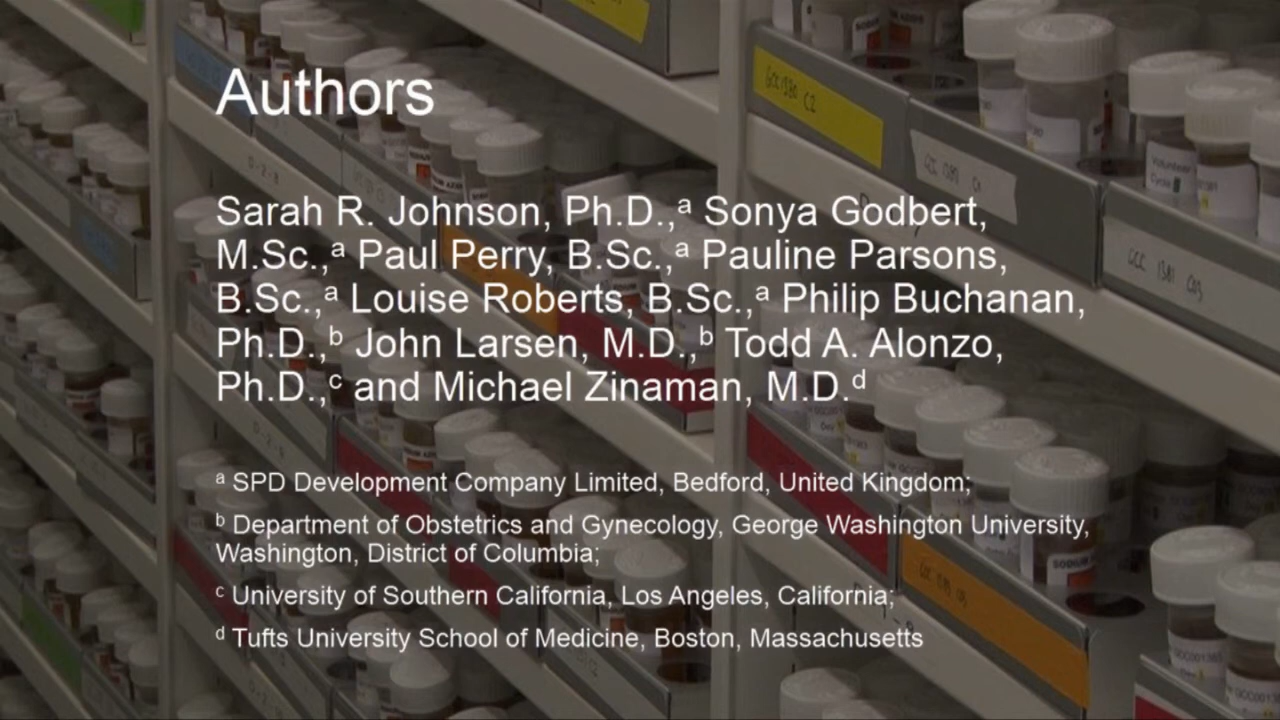 Authors
Sarah R. Johnson, Ph.D.,ᵃ Sonya Godbert,
M.Sc.,ᵃ Paul Perry, B.Sc.,ᵃ Pauline Parsons,
B.Sc.,ᵃ Louise Roberts, B.Sc.,ᵃ Philip Buchanan,
Ph.D.,ᵇ John Larsen, M.D.,ᵇ Todd A. Alonzo,
Ph.D.,ᶜ and Michael Zinaman, M.D.ᵈ
ᵃ SPD Development Company Limited, Bedford, United Kingdom;
ᵇ Department of Obstetrics and Gynecology, George Washington University,
Washington, District of Columbia;
ᶜ University of Southern California, Los Angeles, California;
ᵈ Tufts University School of Medicine, Boston, Massachusetts